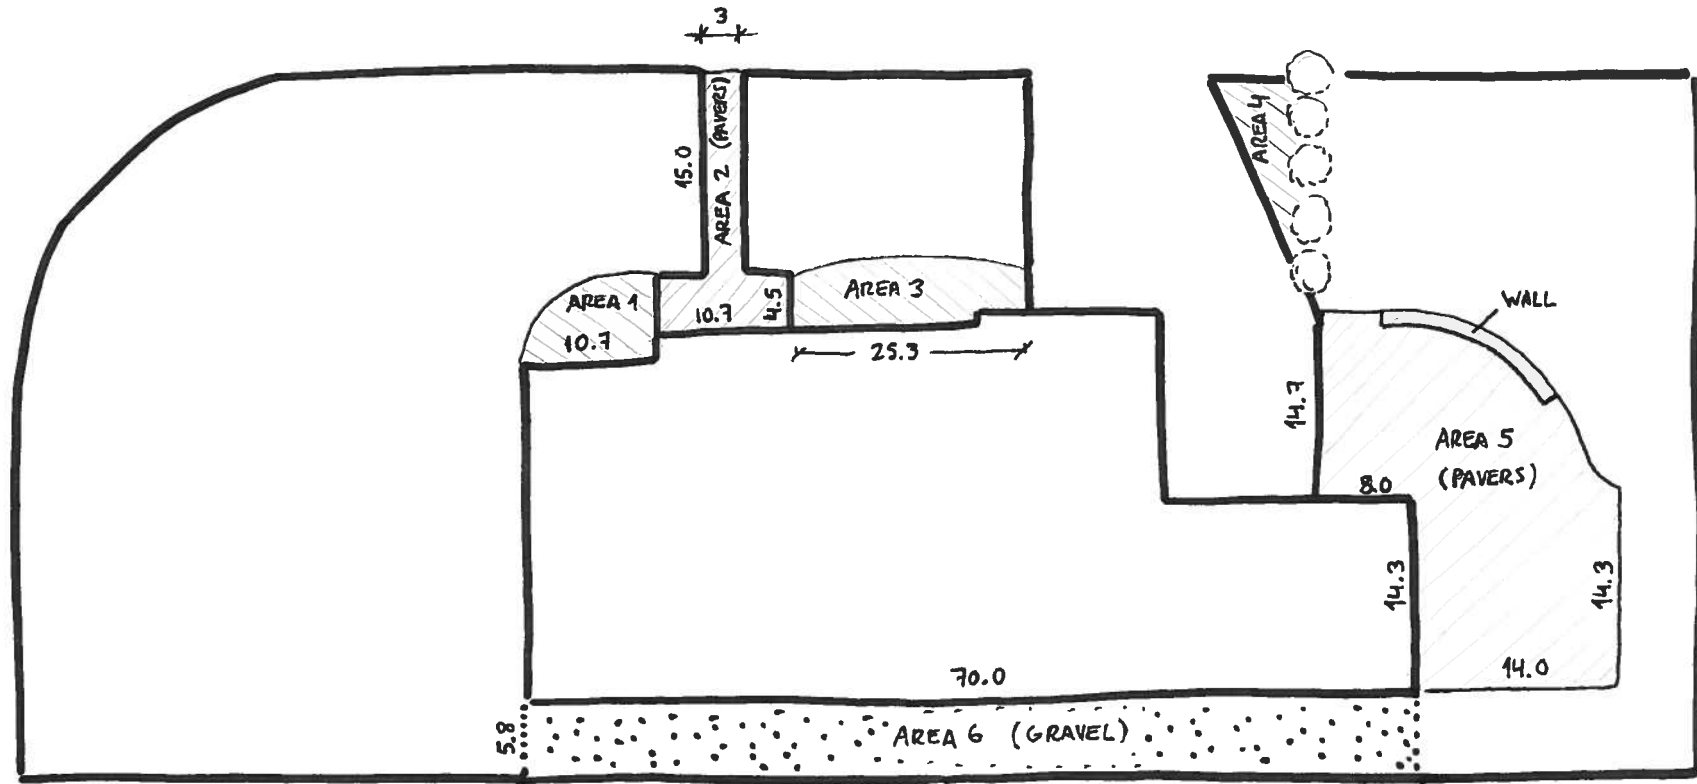 3
15.0
AREA 2 (PAVERS)
AREA 4
AREA 1
10.7
10.7
4.5
AREA 3
25.3
WALL
14.7
AREA 5
(PAVERS)
8.0
14.3
14.3
70.0
14.0
5.8
AREA 6 (GRAVEL)